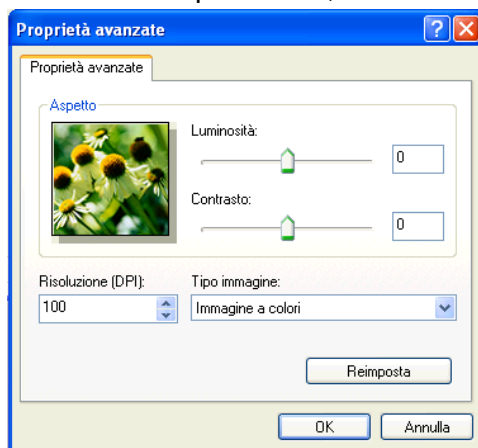 Proprietà avanzate
Proprietà avanzate
Aspetto
Luminosità:
0
Contrasto:
0
Risoluzione (DPI):
Tipo immagine:
100
Immagine a colori
Reimposta
OK
Annulla